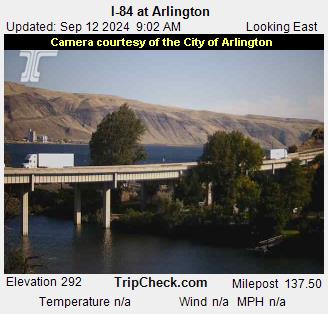 I-84 at Arlington
Updated: Sep 12 2024 9:02 AM Looking East
Camera courtesy of the City of Arlington
Elevation 292 TripCheck.com Milepost 137.50
Temperature n/a Wind n/a MPH n/a